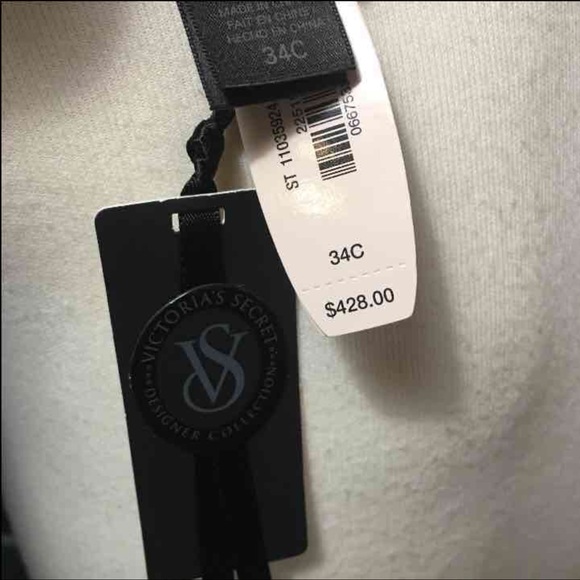 MADE IN CHINA
FAIT EN CHINE
HECHO EN CHINA
34C
ST 11035924
2251
066753
34C
$428.00
VICTORIA'S SECRET
VS
DESIGNER COLLECTION